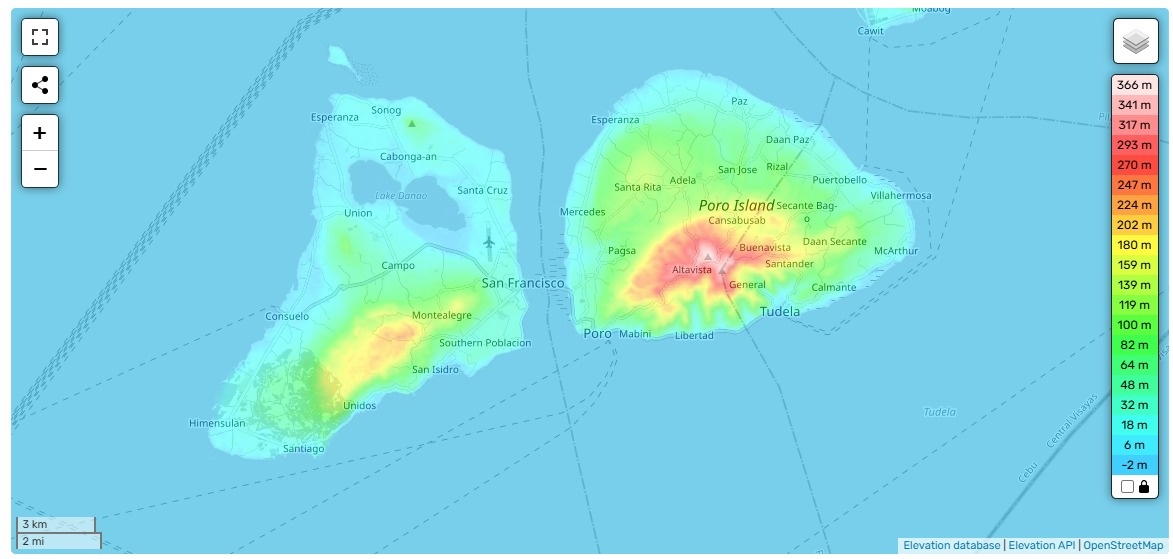 Moabog
Cawit
Esperanza
Sonog
Cabonga-an
Lake Danao
Santa Cruz
Union
Campo
San Francisco
Consuelo
Montealegre
Southern Poblacion
San Isidro
Unidos
Himensulan
Santiago
Esperanza
Paz
Daan Paz
San Jose
Rizal
Adela
Santa Rita
Puertobello
Villahermosa
Poro Island
Secante Bag-
o
Mercedes
Cansabusab
Pagsa
Buenavista
Daan Secante
McArthur
Altavista
Santander
General
Calmante
Tudela
Poro
Mabini
Libertad
Tudela
Central Visayas
Cebu
366 m
341 m
317 m
293 m
270 m
247 m
224 m
202 m
180 m
159 m
139 m
119 m
100 m
82 m
64 m
48 m
32 m
18 m
6 m
-2 m
+
−
3 km
2 mi
Elevation database | Elevation API | OpenStreetMap